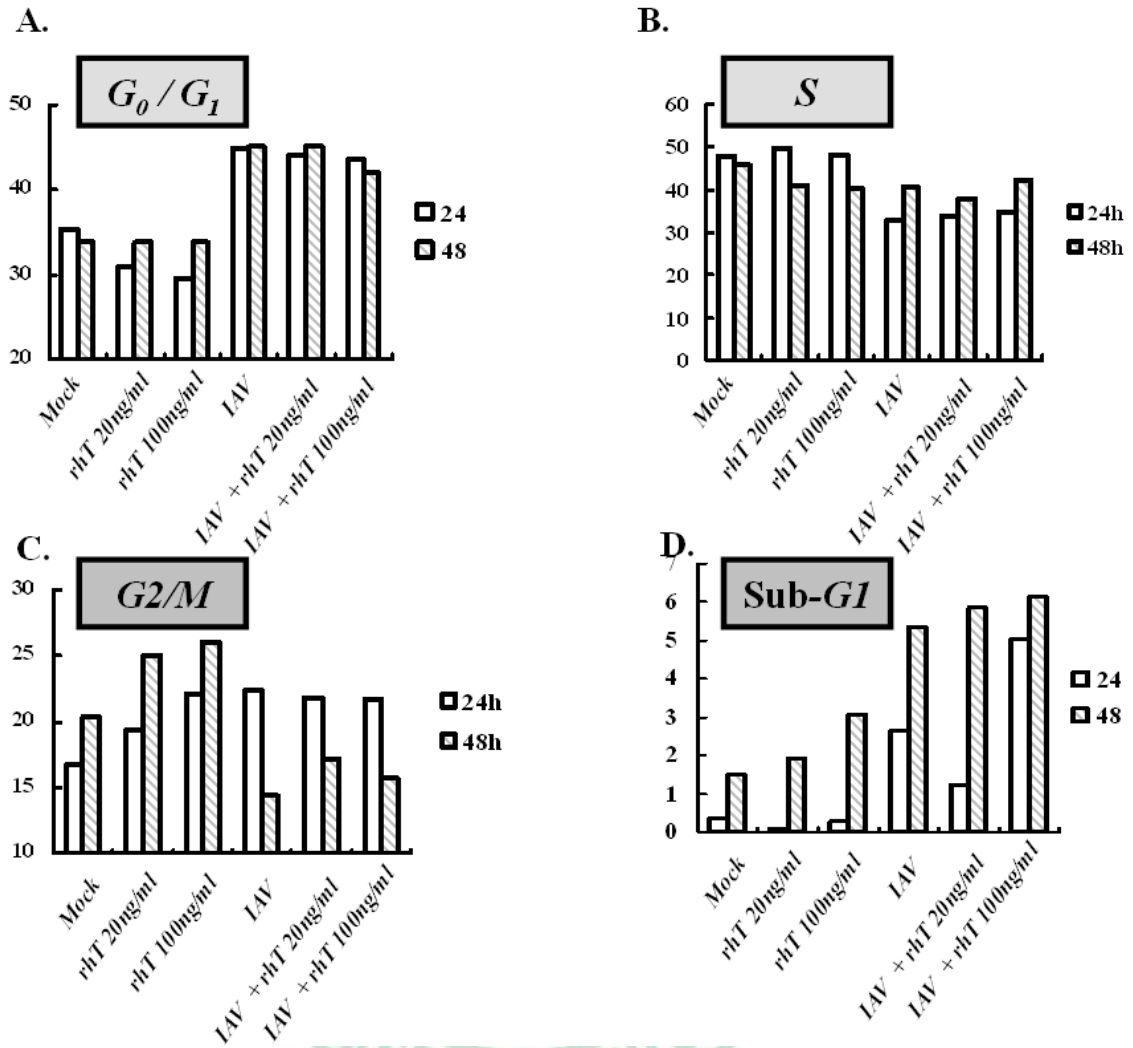 A.
G0 / G1
50
40
30
20
24
48
Mock
rhT 20ng/ml
rhT 100ng/ml
IAV
IAV + rhT 20ng/ml
IAV + rhT 100ng/ml
B.
S
60
50
40
30
20
10
0
24h
48h
Mock
rhT 20ng/ml
rhT 100ng/ml
IAV
IAV + rhT 20ng/ml
IAV + rhT 100ng/ml
C.
G2/M
30
25
20
15
10
24h
48h
Mock
rhT 20ng/ml
rhT 100ng/ml
IAV
IAV + rhT 20ng/ml
IAV + rhT 100ng/ml
D.
Sub-G1
7
6
5
4
3
2
1
0
24
48
Mock
rhT 20ng/ml
rhT 100ng/ml
IAV
IAV + rhT 20ng/ml
IAV + rhT 100ng/ml